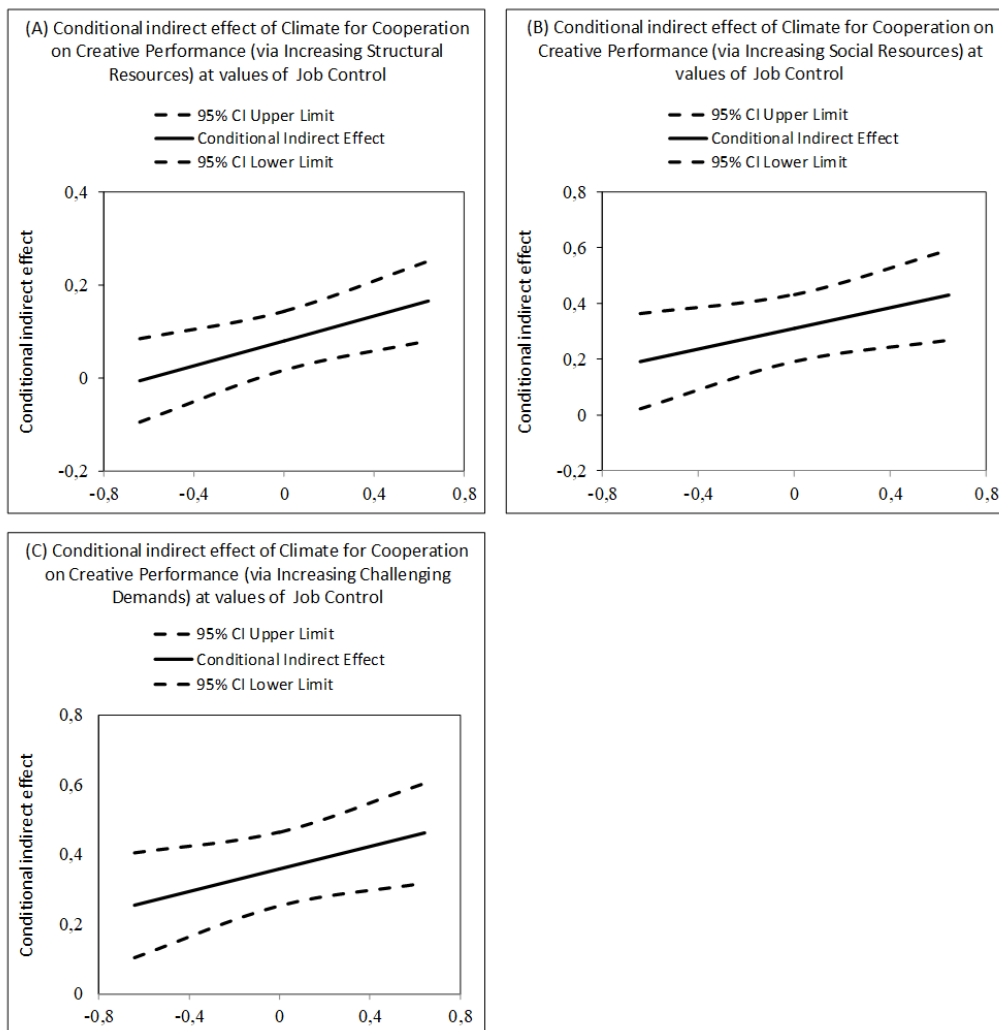 (A) Conditional indirect effect of Climate for Cooperation
on Creative Performance (via Increasing Structural
Resources) at values of Job Control
95% CI Upper Limit
Conditional Indirect Effect
95% CI Lower Limit
0,4
0,2
0
-0,2
Conditional indirect effect
-0,8 -0,4 0 0,4 0,8
(B) Conditional indirect effect of Climate for Cooperation on
Creative Performance (via Increasing Social Resources) at
values of Job Control
95% CI Upper Limit
Conditional Indirect Effect
95% CI Lower Limit
0,8
0,6
0,4
0,2
0
-0,2
Conditional indirect effect
-0,8 -0,4 0 0,4 0,8
(C) Conditional indirect effect of Climate for Cooperation
on Creative Performance (via Increasing Challenging
Demands) at values of Job Control
95% CI Upper Limit
Conditional Indirect Effect
95% CI Lower Limit
0,8
0,6
0,4
0,2
0
Conditional indirect effect
-0,8 -0,4 0 0,4 0,8